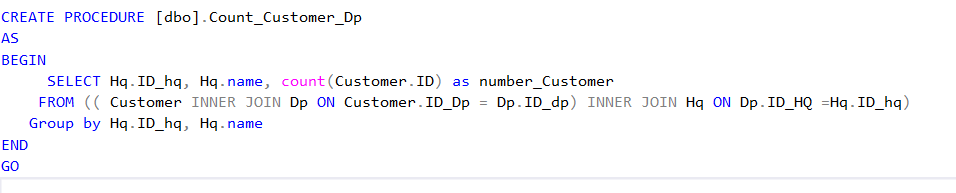 CREATE PROCEDURE [dbo].Count_Customer_Dp
AS
BEGIN
SELECT Hq.ID_hq, Hq.name, count(Customer.ID) as number_Customer
FROM (( Customer INNER JOIN Dp ON Customer.ID_Dp = Dp.ID_dp) INNER JOIN Hq ON Dp.ID_HQ =Hq.ID_hq)
Group by Hq.ID_hq, Hq.name
END
GO